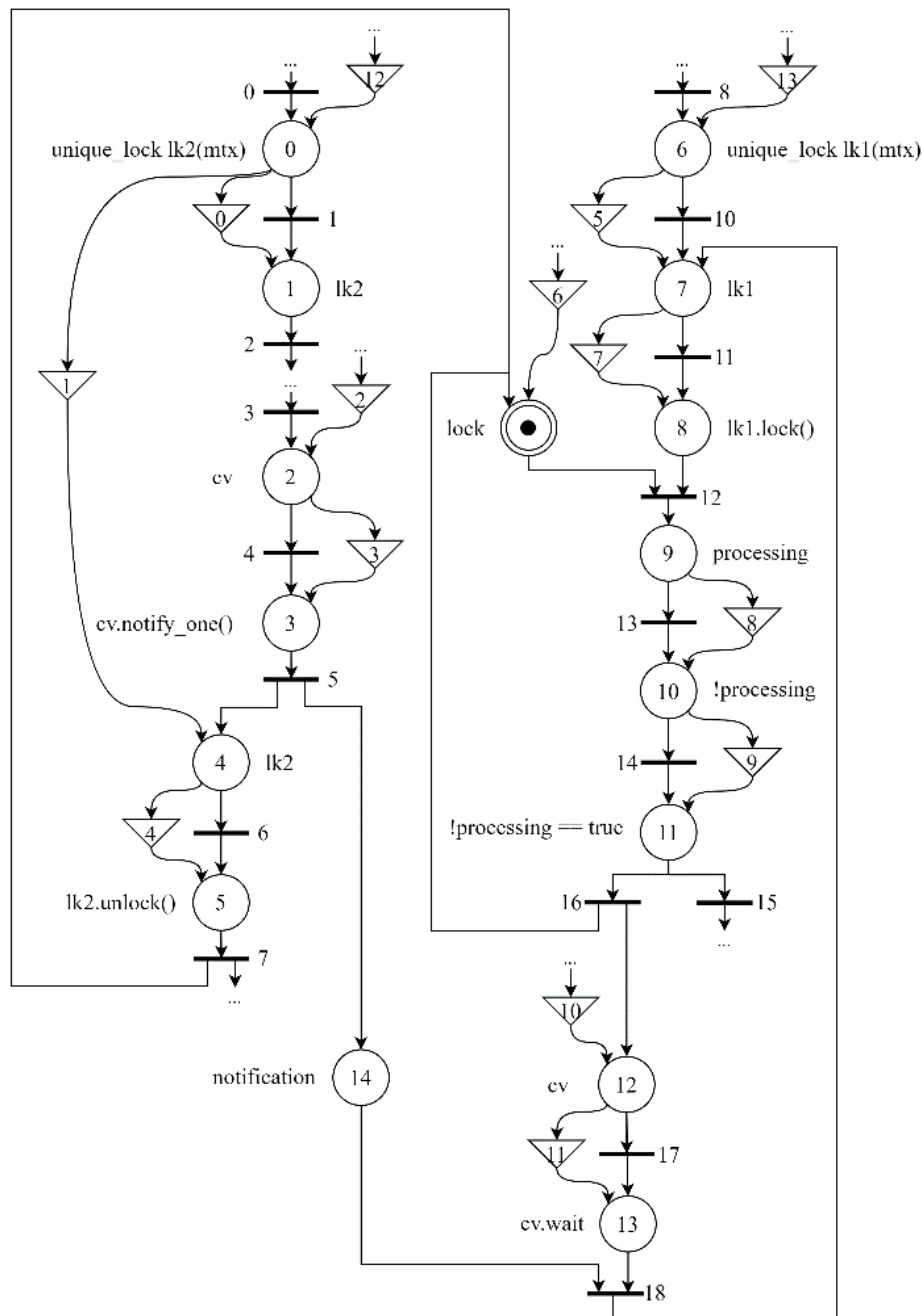 ... ... ... ...
0 12 8 13
unique_lock lk2(mtx) 0 6 unique_lock lk1(mtx)
0 1 5 10
...
6
1 lk2 7 lk1
2 7 11
1 ... ...
3 2
lock 8 lk1.lock()
cv 2
12
4 3 9 processing
cv.notify_one() 3 13 8
5 10 !processing
4 lk2 14 9
4 6 !processing == true 11
lk2.unlock() 5 16 15
7 ...
... ...
10
notification 14 12
cv
11 17
cv.wait 13
18